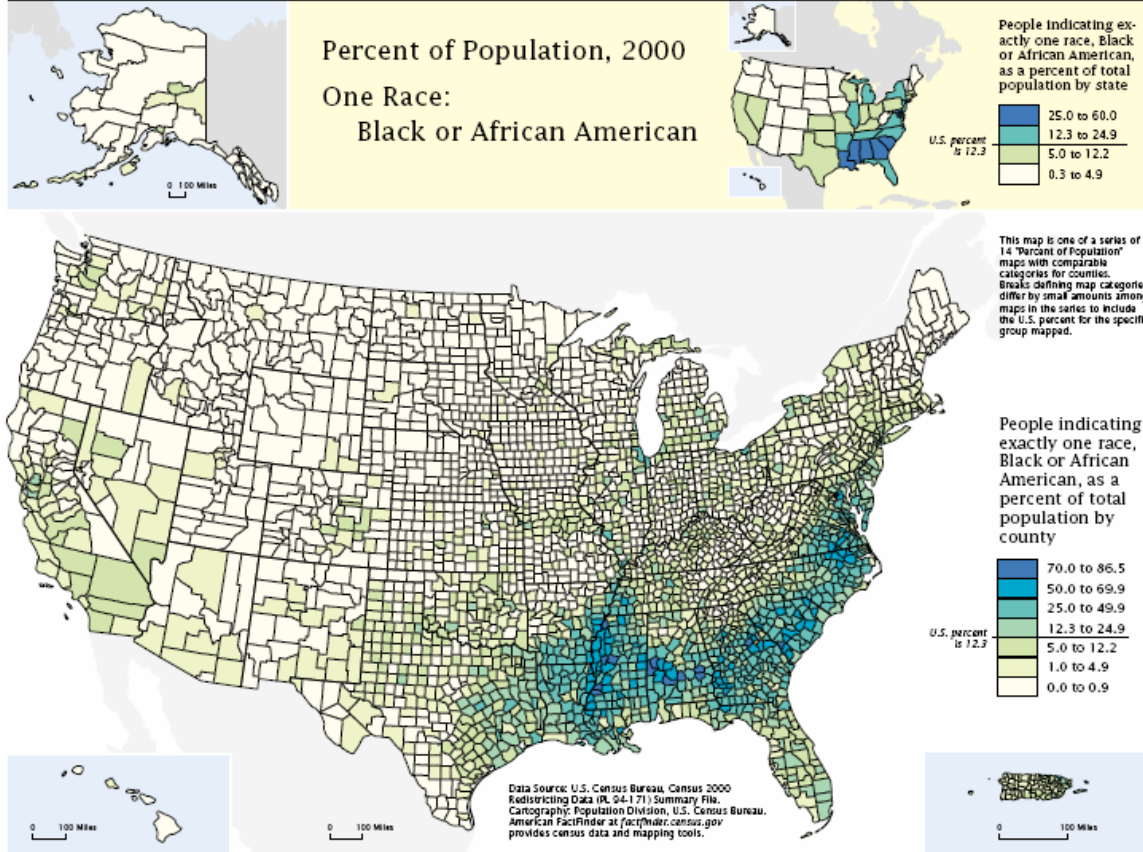 Percent of Population, 2000
One Race:
Black or African American
0 100 Miles
People indicating ex-
actly one race, Black
or African American,
as a percent of total
population by state
25.0 to 60.0
12.3 to 24.9
U.S. percent
is 12.3
5.0 to 12.2
0.3 to 4.9
This map is one of a series of
14 "Percent of Population"
maps with comparable
categories for counties.
Breaks defining map categorie
differ by small amounts among
maps in the series to include
the U.S. percent for the specifi
group mapped.
People indicating
exactly one race,
Black or African
American, as a
percent of total
population by
county
70.0 to 86.5
50.0 to 69.9
25.0 to 49.9
12.3 to 24.9
U.S. percent
is 12.3
5.0 to 12.2
1.0 to 4.9
0.0 to 0.9
Data Source: U.S. Census Bureau, Census 2000
Redistricting Data (PL 94-171) Summary File.
Cartography: Population Division, U.S. Census Bureau.
American FactFinder at factfinder.census.gov
provides census data and mapping tools.
0 100 Miles
0 100 Miles
0 100 Miles